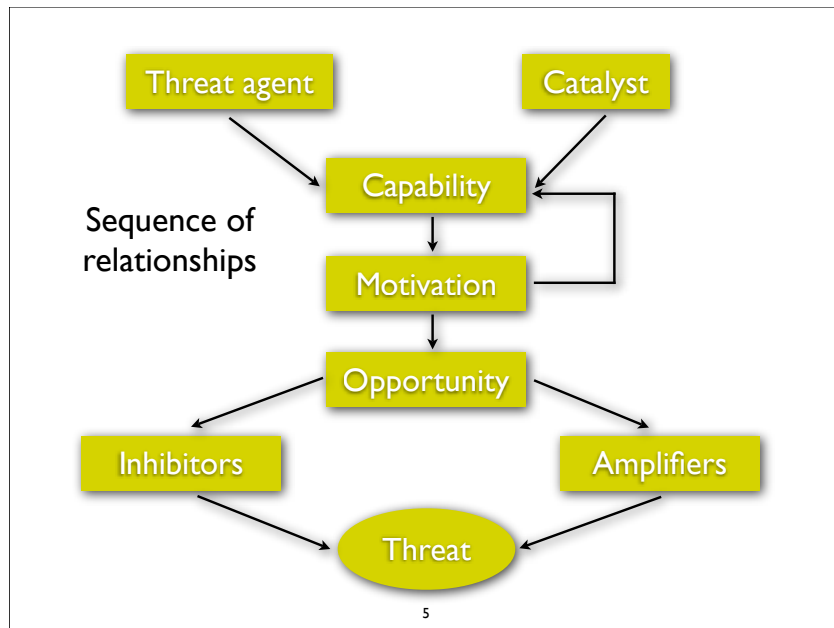 Threat agent
Catalyst
Capability
Sequence of
relationships
Motivation
Opportunity
Inhibitors
Amplifiers
Threat
5